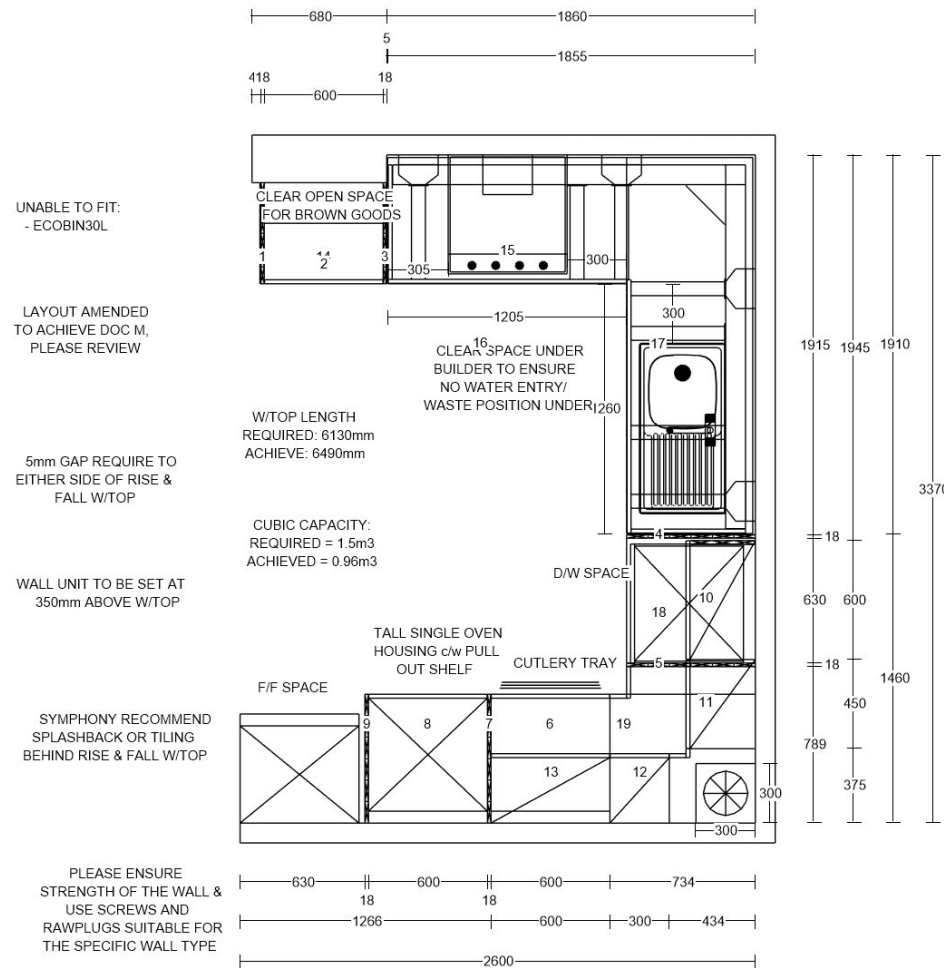 680
1860
5
1855
4
18
18
600
CLEAR OPEN SPACE
FOR BROWN GOODS
UNABLE TO FIT:
- ECOBIN30L
1
2
3
15
305
300
LAYOUT AMENDED
TO ACHIEVE DOC M,
PLEASE REVIEW
1205
16
300
17
CLEAR SPACE UNDER
BUILDER TO ENSURE
NO WATER ENTRY/
WASTE POSITION UNDER
1260
1915
1945
1910
3370
W/TOP LENGTH
REQUIRED: 6130mm
ACHIEVE: 6490mm
5mm GAP REQUIRE TO
EITHER SIDE OF RISE &
FALL W/TOP
CUBIC CAPACITY:
REQUIRED = 1.5m3
ACHIEVED = 0.96m3
4
18
D/W SPACE
18
10
630
600
WALL UNIT TO BE SET AT
350mm ABOVE W/TOP
TALL SINGLE OVEN
HOUSING c/w PULL
OUT SHELF
CUTLERY TRAY
5
18
1460
F/F SPACE
11
450
SYMPHONY RECOMMEND
SPLASHBACK OR TILING
BEHIND RISE & FALL W/TOP
9
8
7
6
19
789
13
12
375
300
300
PLEASE ENSURE
STRENGTH OF THE WALL &
USE SCREWS AND
RAWPLUGS SUITABLE FOR
THE SPECIFIC WALL TYPE
630
600
600
734
18
18
1266
600
300
434
2600